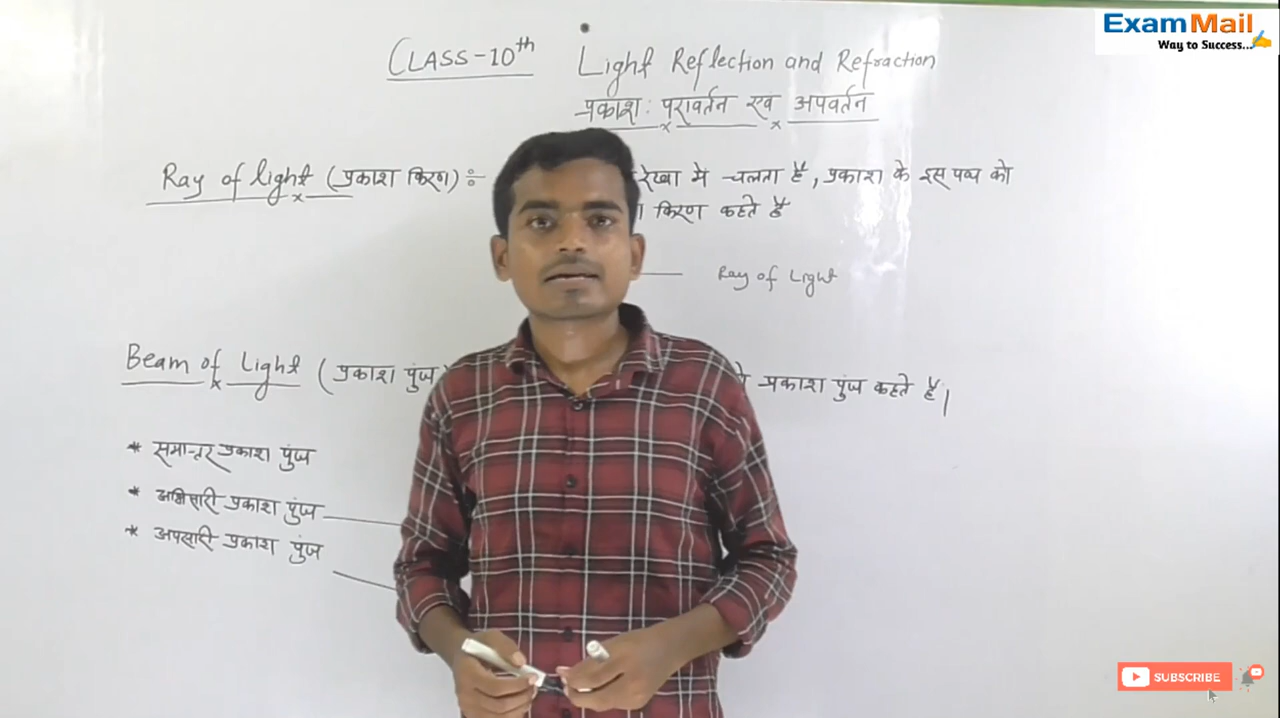 ExamMail
Way to Success...
CLASS-10th Light Reflection and Refraction
प्रकाश: परावर्तन एव अपवर्तन
Ray of light (प्रकाश किरण) :- रेखा मे चलता है, प्रकाश के इस पथ को
किरण कहते है
Ray of Light
Beam of Light (प्रकाश पुंज) प्रकाश पुंज कहते है।
* समान्तर प्रकाश पुंज
* अभिसारी प्रकाश पुंज
* अपसारी प्रकाश पुंज
SUBSCRIBE